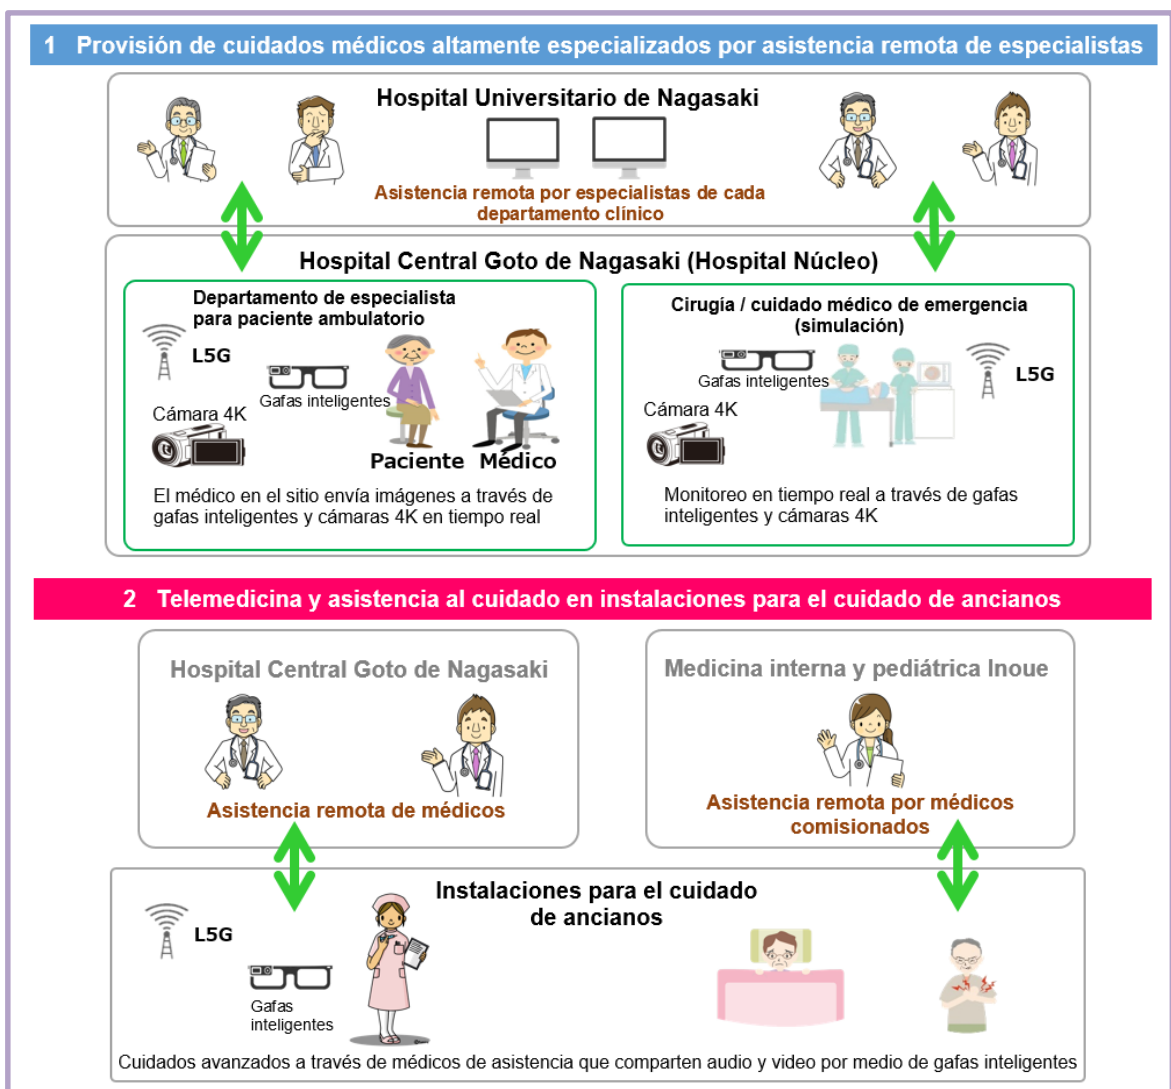 1 Provisión de cuidados médicos altamente especializados por asistencia remota de especialistas
Hospital Universitario de Nagasaki
Asistencia remota por especialistas de cada
departamento clínico
Hospital Central Goto de Nagasaki (Hospital Núcleo)
Departamento de especialista
para paciente ambulatorio
L5G
Gafas inteligentes
Cámara 4K
Paciente
Médico
El médico en el sitio envía imágenes a través de
gafas inteligentes y cámaras 4K en tiempo real
Cirugía / cuidado médico de emergencia
(simulación)
Gafas inteligentes
L5G
Cámara 4K
Monitoreo en tiempo real a través de gafas
inteligentes y cámaras 4K
2 Telemedicina y asistencia al cuidado en instalaciones para el cuidado de ancianos
Hospital Central Goto de Nagasaki
Asistencia remota de médicos
Medicina interna y pediátrica Inoue
Asistencia remota por médicos
comisionados
Instalaciones para el cuidado
de ancianos
L5G
Gafas
inteligentes
Cuidados avanzados a través de médicos de asistencia que comparten audio y video por medio de gafas inteligentes